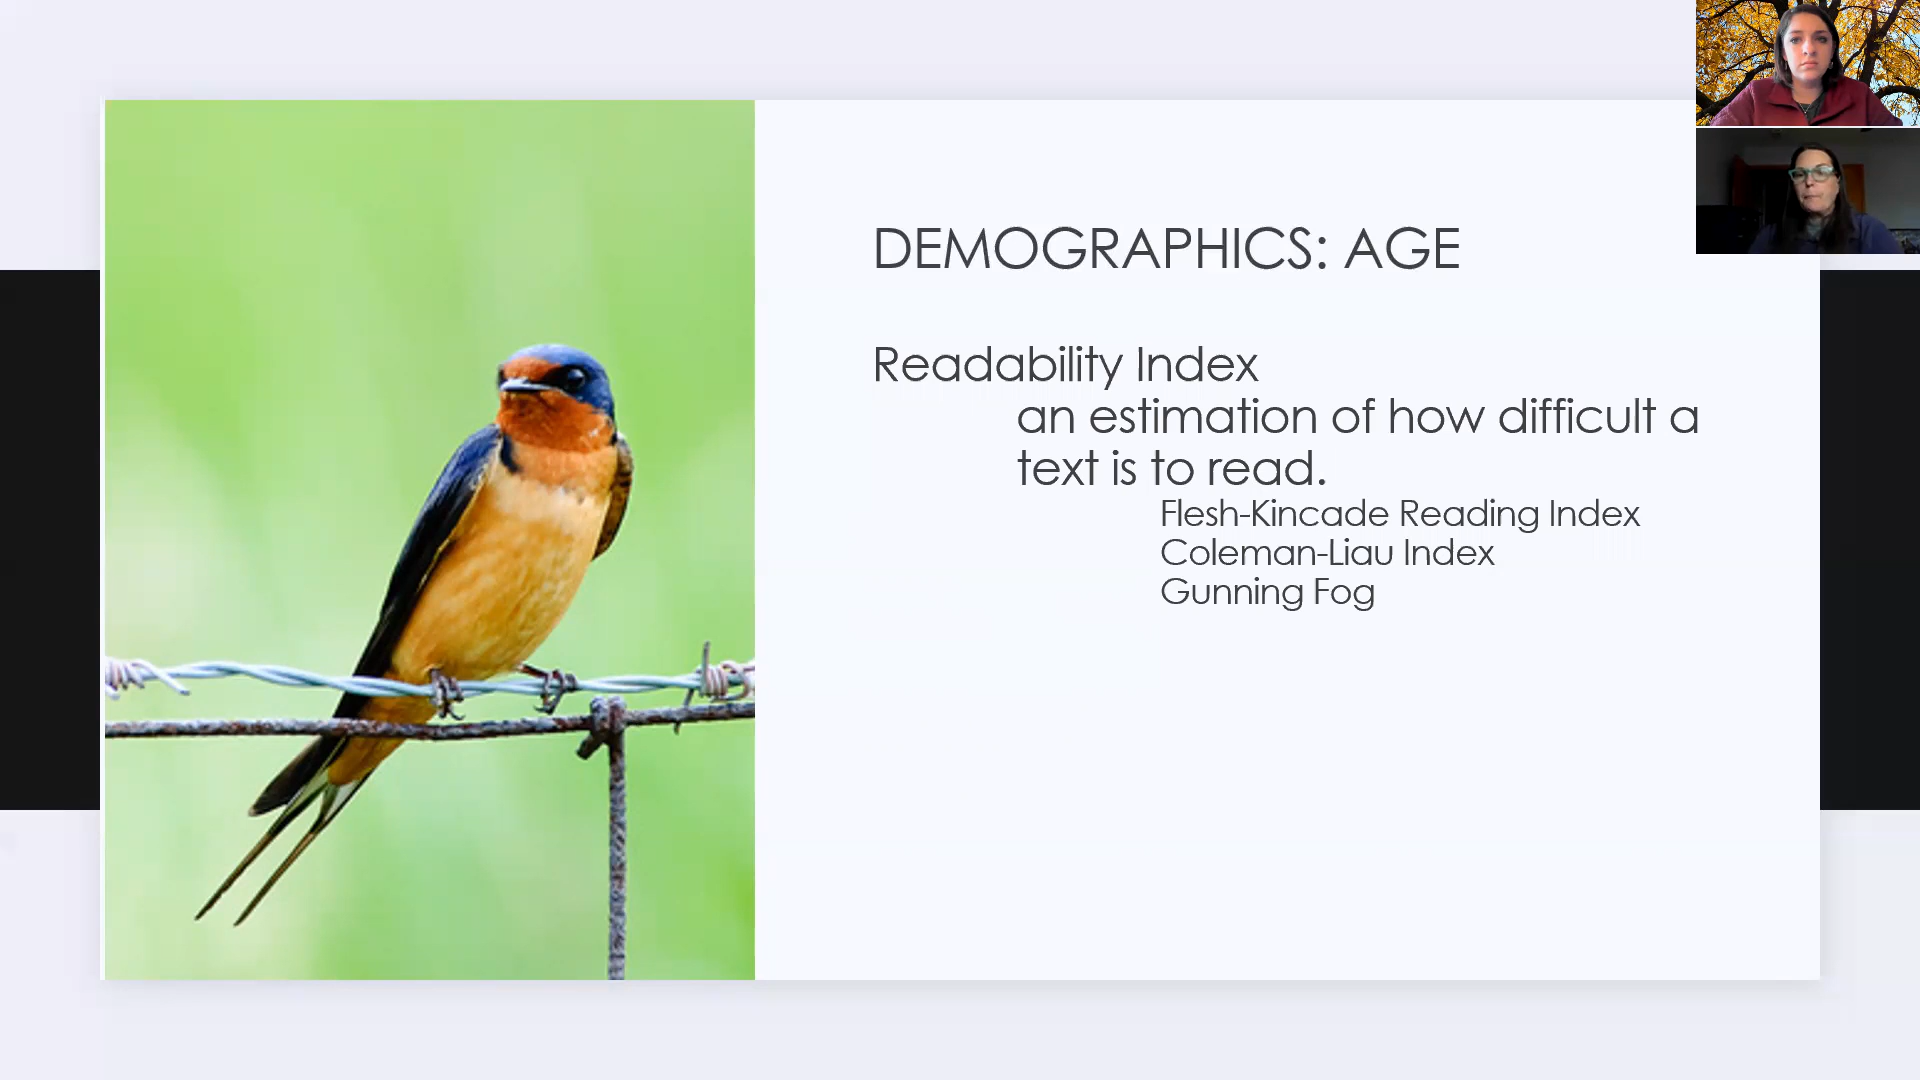 DEMOGRAPHICS: AGE
Readability Index
an estimation of how difficult a
text is to read.
Flesh-Kincade Reading Index
Coleman-Liau Index
Gunning Fog